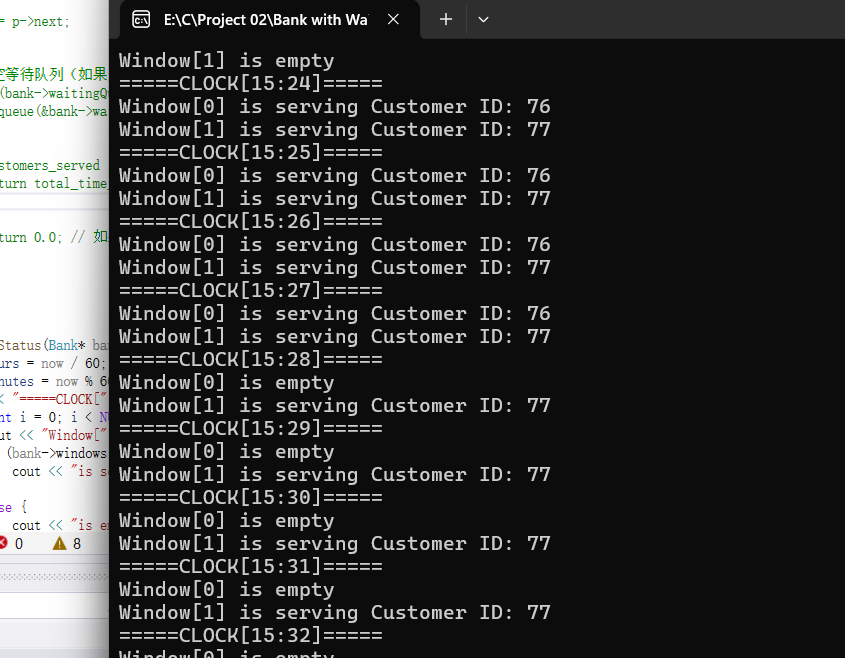 = p->next;
等待队列（如果
(bank->waitingQ
queue(&bank->wa
stomers_served
turn total_time_
turn 0.0; // 如
Status(Bank* ba
urs = now / 60;
nutes = now % 6
< "=====CLOCK["
nt i = 0; i < N
ut << "Window["
(bank->windows
cout << "is s
se {
cout << "is e
0 8
E:\C\Project 02\Bank with Wa
Window[1] is empty
=====CLOCK[15:24]=====
Window[0] is serving Customer ID: 76
Window[1] is serving Customer ID: 77
=====CLOCK[15:25]=====
Window[0] is serving Customer ID: 76
Window[1] is serving Customer ID: 77
=====CLOCK[15:26]=====
Window[0] is serving Customer ID: 76
Window[1] is serving Customer ID: 77
=====CLOCK[15:27]=====
Window[0] is serving Customer ID: 76
Window[1] is serving Customer ID: 77
=====CLOCK[15:28]=====
Window[0] is empty
Window[1] is serving Customer ID: 77
=====CLOCK[15:29]=====
Window[0] is empty
Window[1] is serving Customer ID: 77
=====CLOCK[15:30]=====
Window[0] is empty
Window[1] is serving Customer ID: 77
=====CLOCK[15:31]=====
Window[0] is empty
Window[1] is serving Customer ID: 77
=====CLOCK[15:32]=====
Window[0] is empty